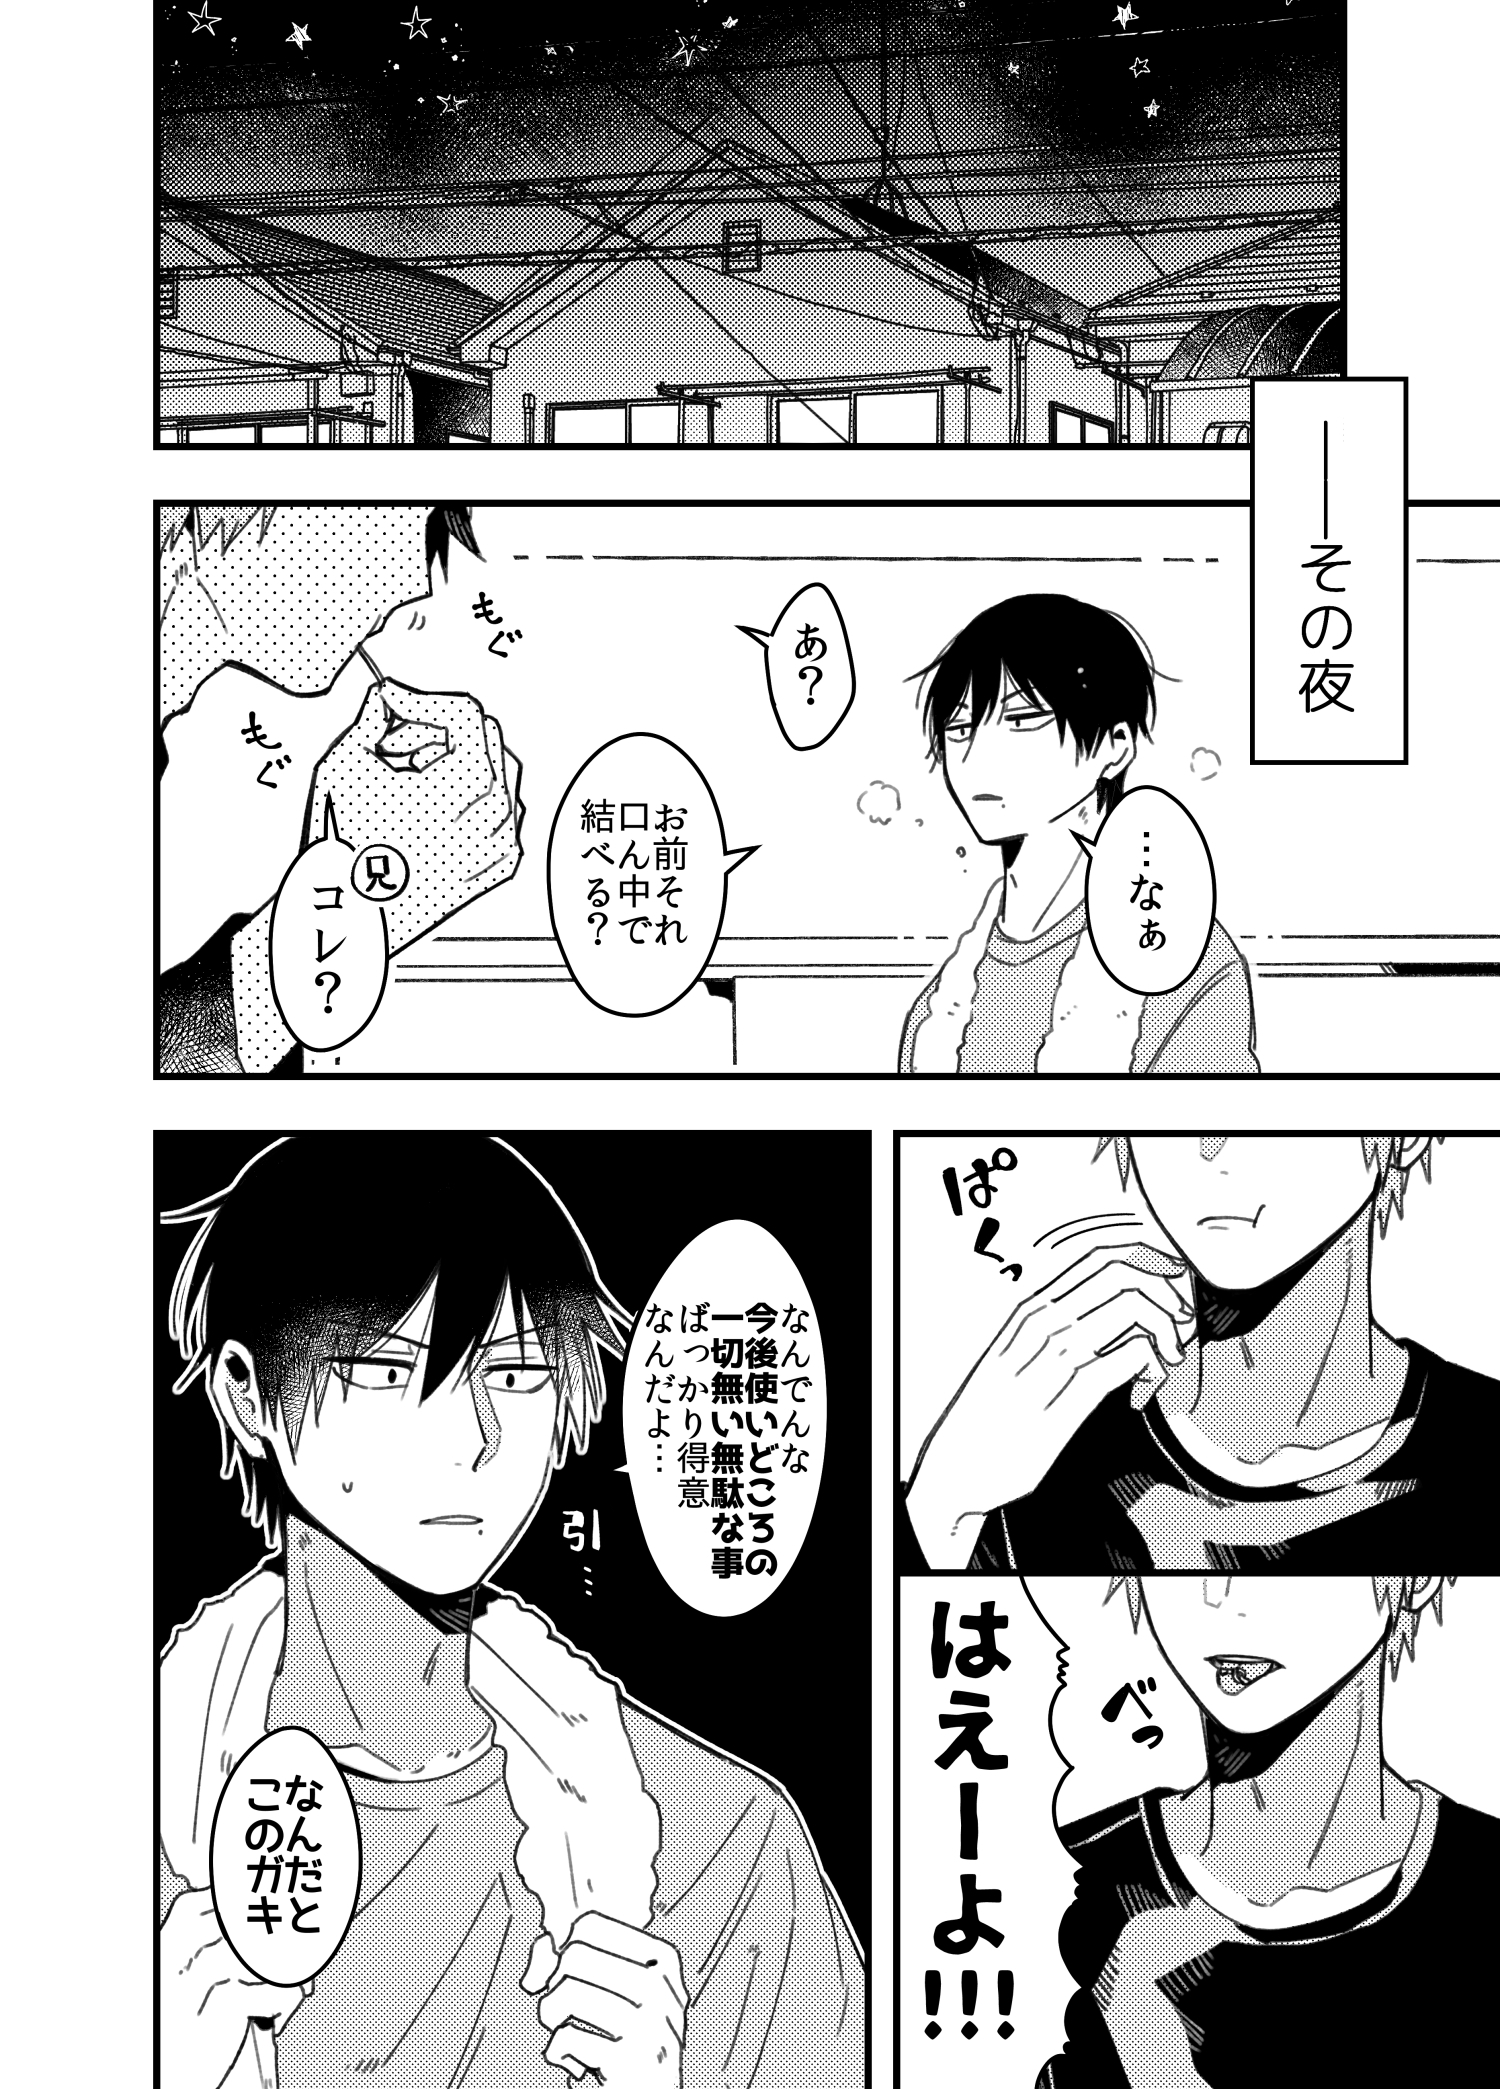 ──その夜
…なぁ
あ？
お前それ
口ん中で
結べる？
もぐ
もぐ
兄
コレ？
ぱくっ
べっ
はえーよ!!!
なんでんな
今後使いどころの
一切無い無駄な事
ばっかり得意
なんだよ…
引…
なんだと
このガキ